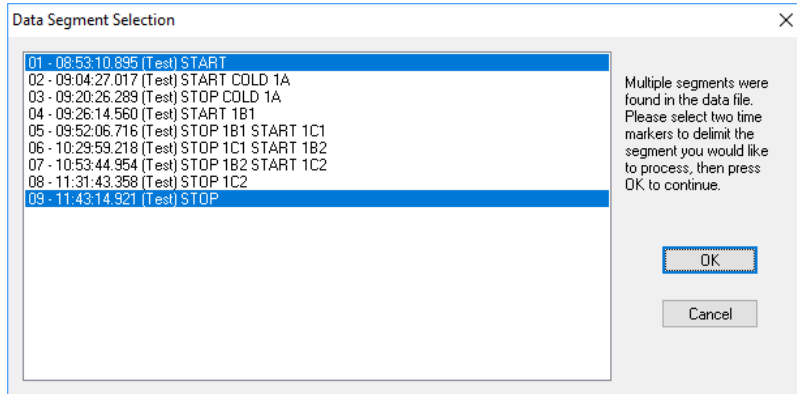 Data Segment Selection
01 - 08:53:10.895 (Test) START
02 - 09:04:27.017 (Test) START COLD 1A
03 - 09:20:26.289 (Test) STOP COLD 1A
04 - 09:26:14.560 (Test) START 1B1
05 - 09:52:06.716 (Test) STOP 1B1 START 1C1
06 - 10:29:59.218 (Test) STOP 1C1 START 1B2
07 - 10:53:44.954 (Test) STOP 1B2 START 1C2
08 - 11:31:43.358 (Test) STOP 1C2
09 - 11:43:14.921 (Test) STOP
Multiple segments were
found in the data file.
Please select two time
markers to delimit the
segment you would like
to process, then press
OK to continue.
OK
Cancel